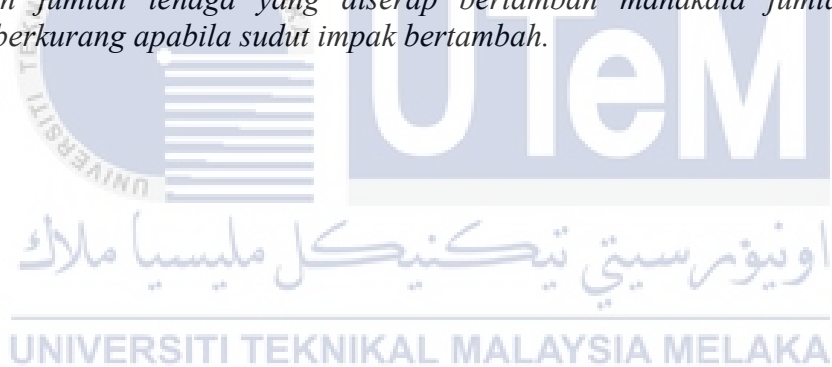 jumlah tenaga yang diserap bertambah manakala
berkurang apabila sudut impak bertambah.
UTeM
UNIVERSITI
اونيۏرسيتي تيكنيكل مليسيا ملاك
UNIVERSITI TEKNIKAL MALAYSIA MELAKA